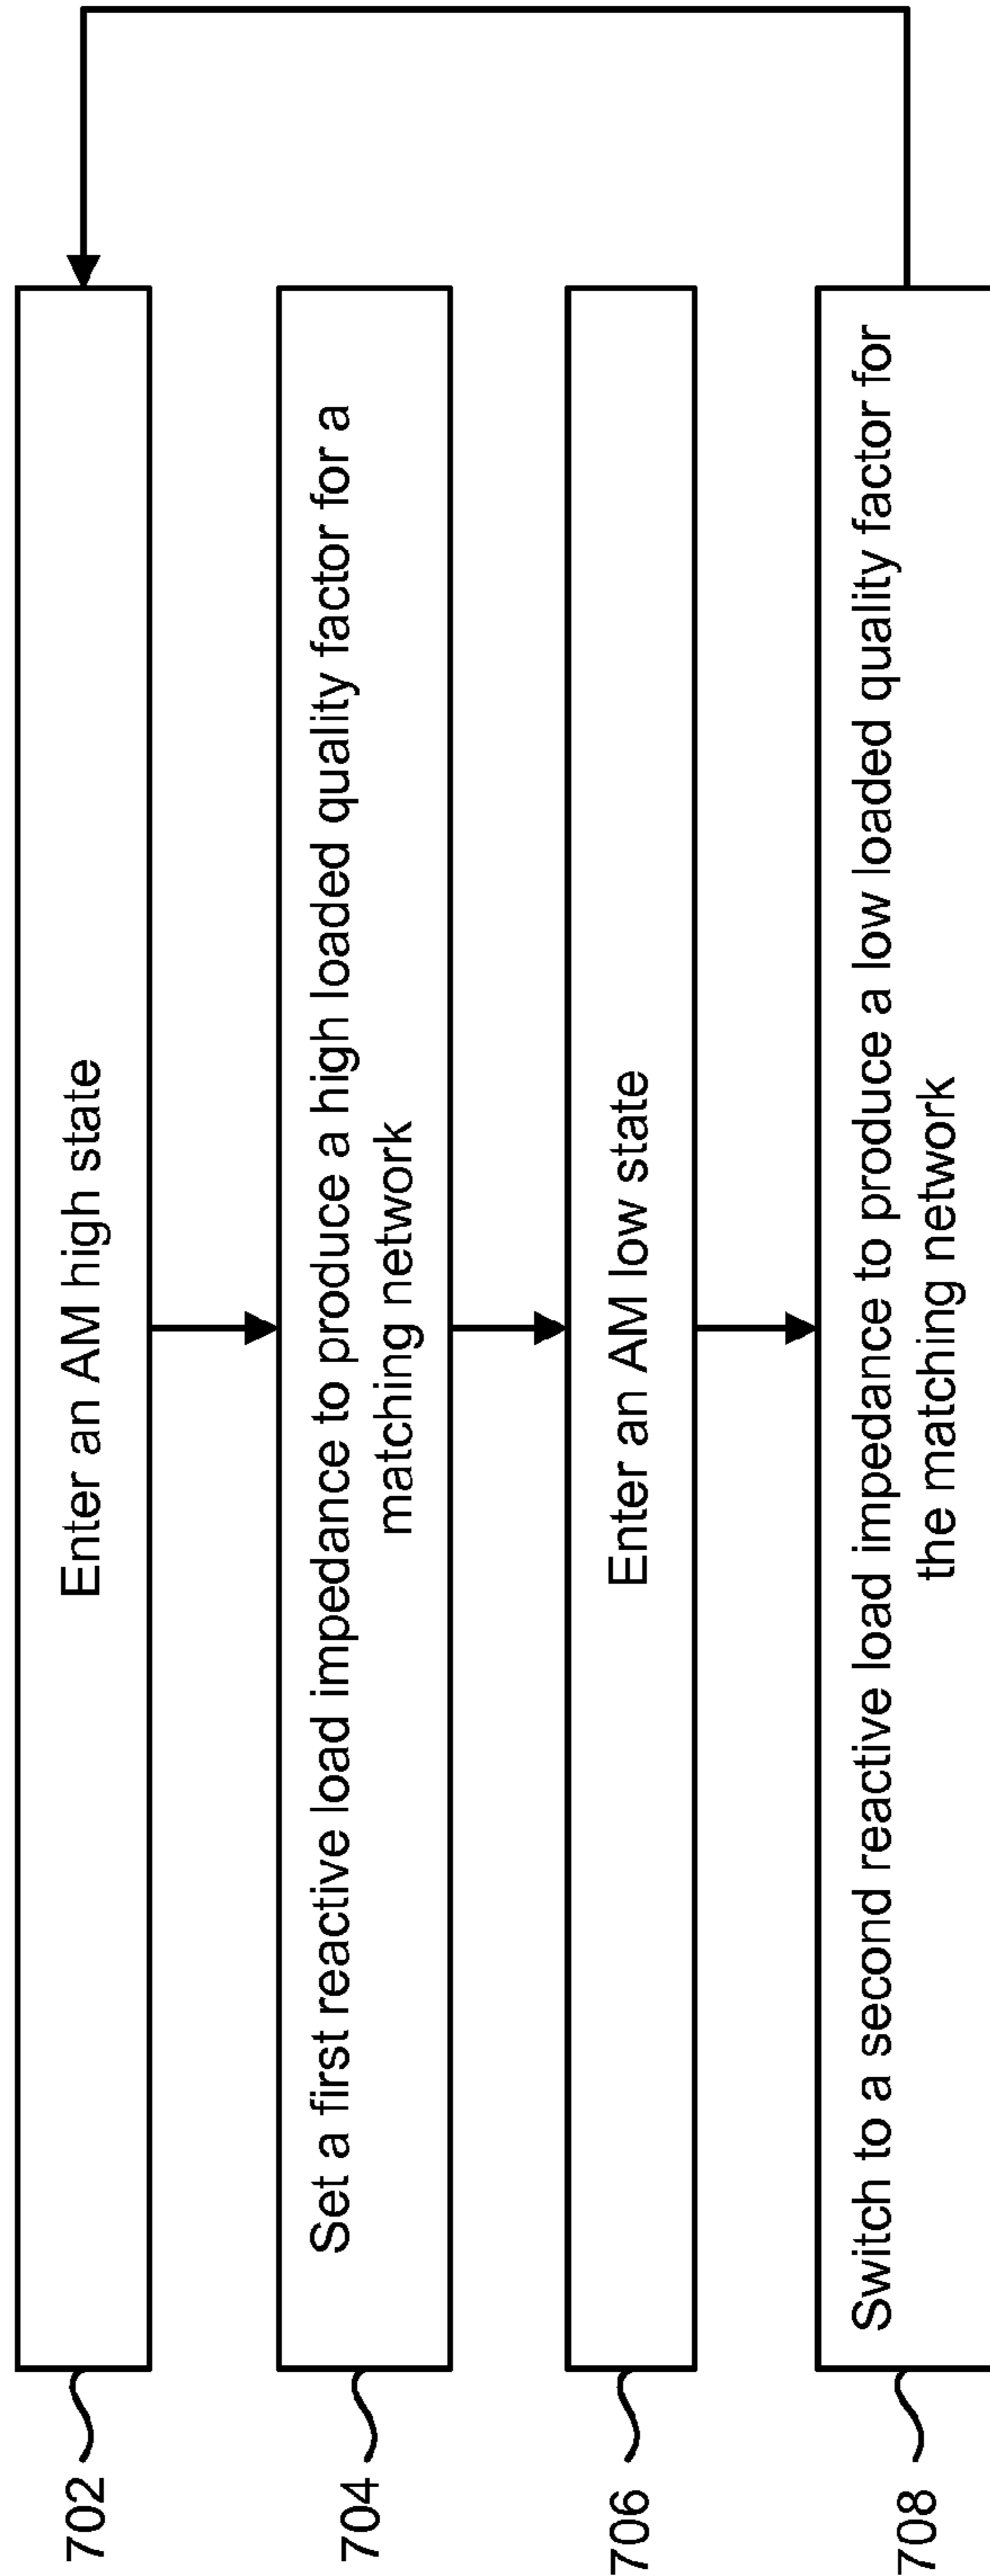 702
Enter an AM high state
704
Set a first reactive load impedance to produce a high loaded quality factor for a
matching network
706
Enter an AM low state
708
Switch to a second reactive load impedance to produce a low loaded quality factor for
the matching network